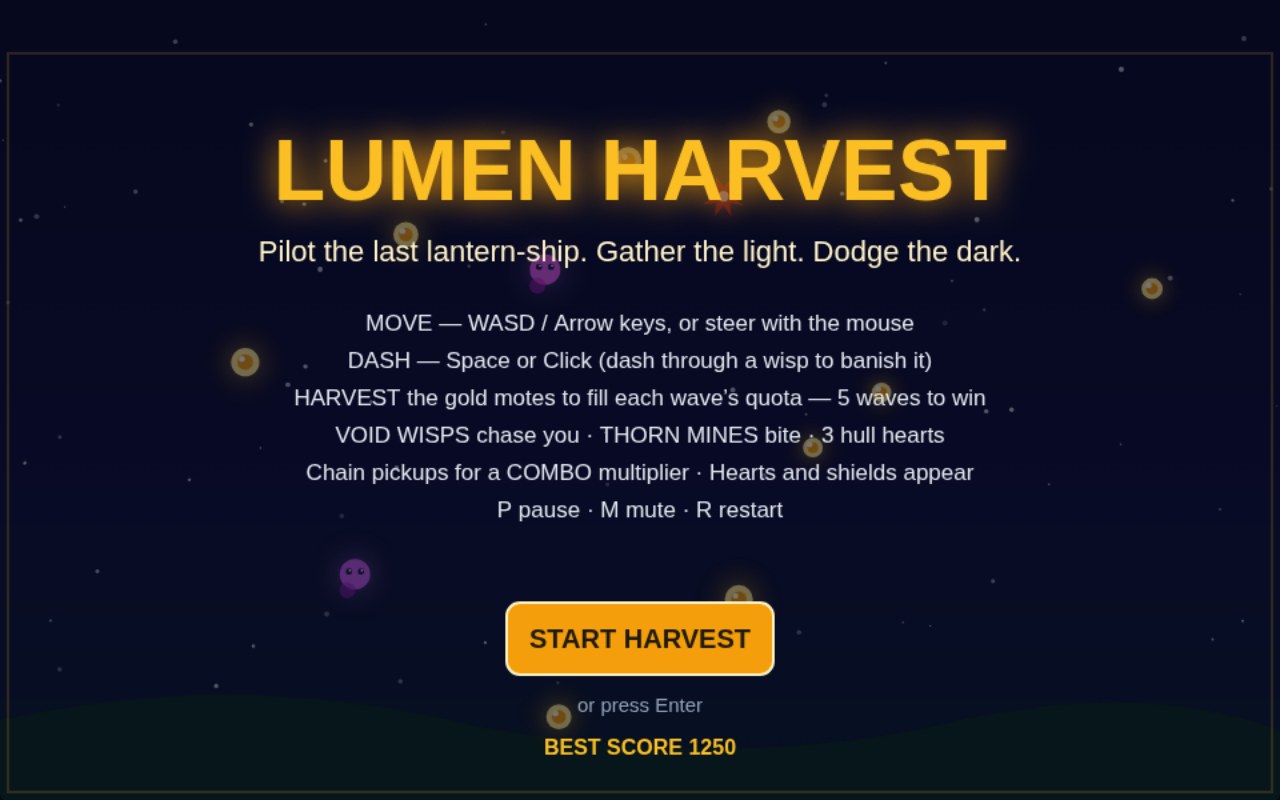 LUMEN HARVEST
Pilot the last lantern-ship. Gather the light. Dodge the dark.
MOVE — WASD / Arrow keys, or steer with the mouse
DASH — Space or Click (dash through a wisp to banish it)
HARVEST the gold motes to fill each wave’s quota — 5 waves to win
VOID WISPS chase you · THORN MINES bite · 3 hull hearts
Chain pickups for a COMBO multiplier · Hearts and shields appear
P pause · M mute · R restart
START HARVEST
or press Enter
BEST SCORE 1250